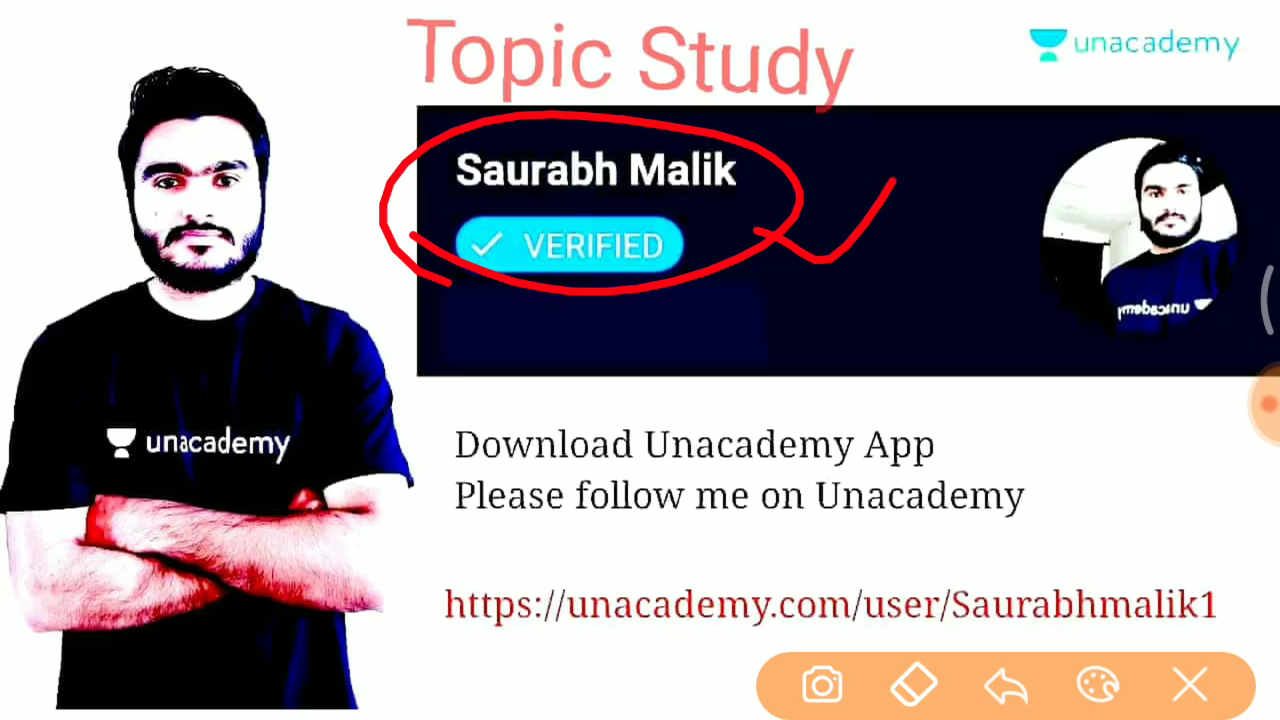 Topic Study
unacademy
Saurabh Malik
VERIFIED
unacademy
unacademy
Download Unacademy App
Please follow me on Unacademy
https://unacademy.com/user/Saurabhmalik1